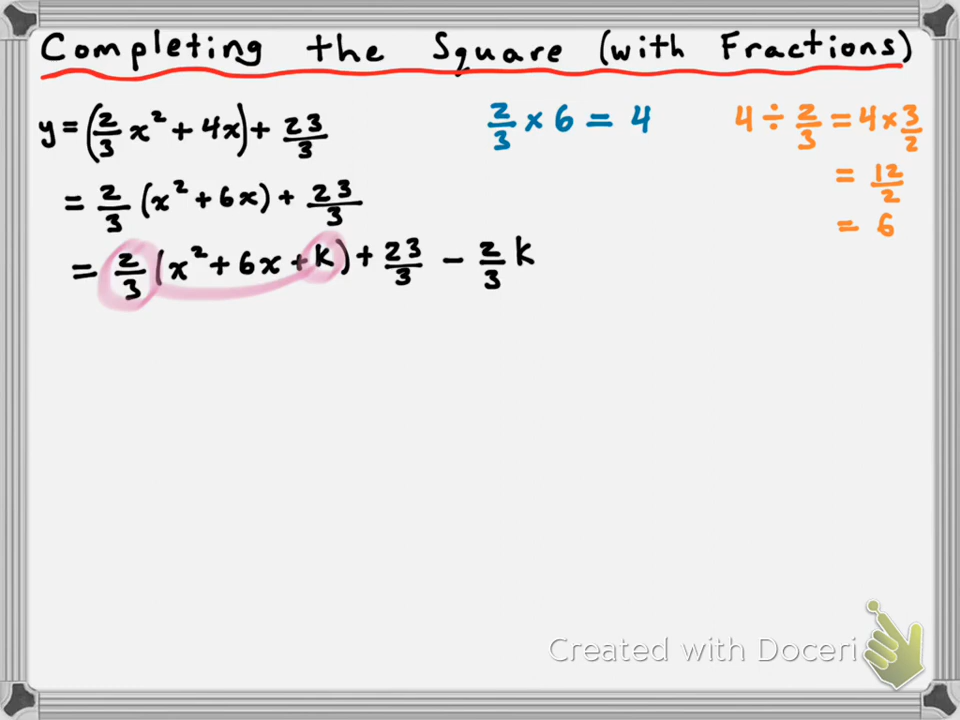 Completing the Square (with Fractions)
y = (2/3 x² + 4x) + 23/3
2/3 × 6 = 4
4 ÷ 2/3 = 4 × 3/2
= 12/2
= 6
= 2/3 (x² + 6x) + 23/3
= 2/3 (x² + 6x + k) + 23/3 - 2/3 k
Created with Doceri